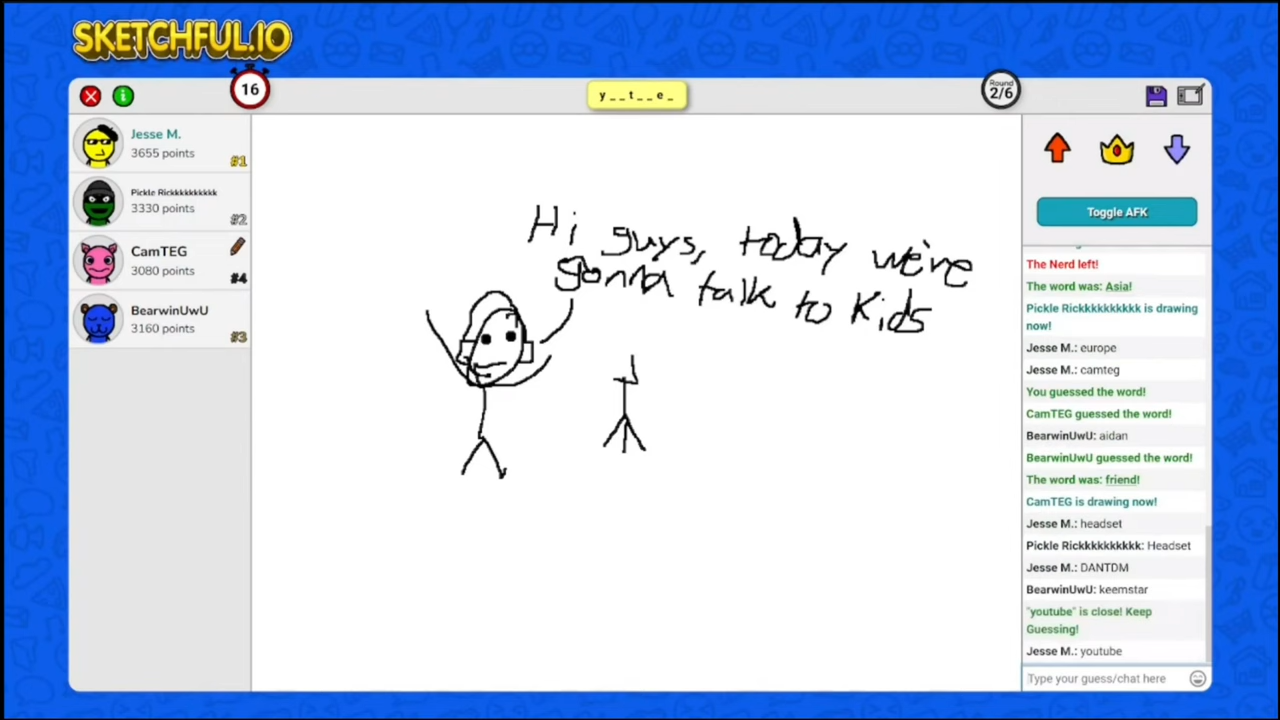 SKETCHFUL.IO
16
y _ _ t _ _ e _
Round
2/6
Jesse M.
3655 points
#1
Pickle Rickkkkkkkkkk
3330 points
#2
CamTEG
3080 points
#4
BearwinUwU
3160 points
#3
Hi guys, today we're
gonna talk to Kids
Toggle AFK
The Nerd left!
The word was: Asia!
Pickle Rickkkkkkkkkk is drawing
now!
Jesse M.: europe
Jesse M.: camteg
You guessed the word!
CamTEG guessed the word!
BearwinUwU: aidan
BearwinUwU guessed the word!
The word was: friend!
CamTEG is drawing now!
Jesse M.: headset
Pickle Rickkkkkkkkkk: Headset
Jesse M.: DANTDM
BearwinUwU: keemstar
"youtube" is close! Keep
Guessing!
Jesse M.: youtube
Type your guess/chat here